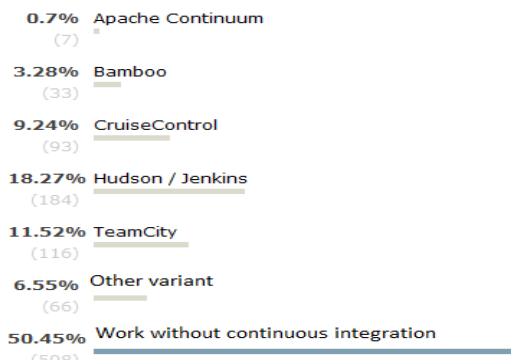 0.7% Apache Continuum
(7)
3.28% Bamboo
(33)
9.24% CruiseControl
(93)
18.27% Hudson / Jenkins
(184)
11.52% TeamCity
(116)
6.55% Other variant
(66)
50.45% Work without continuous integration